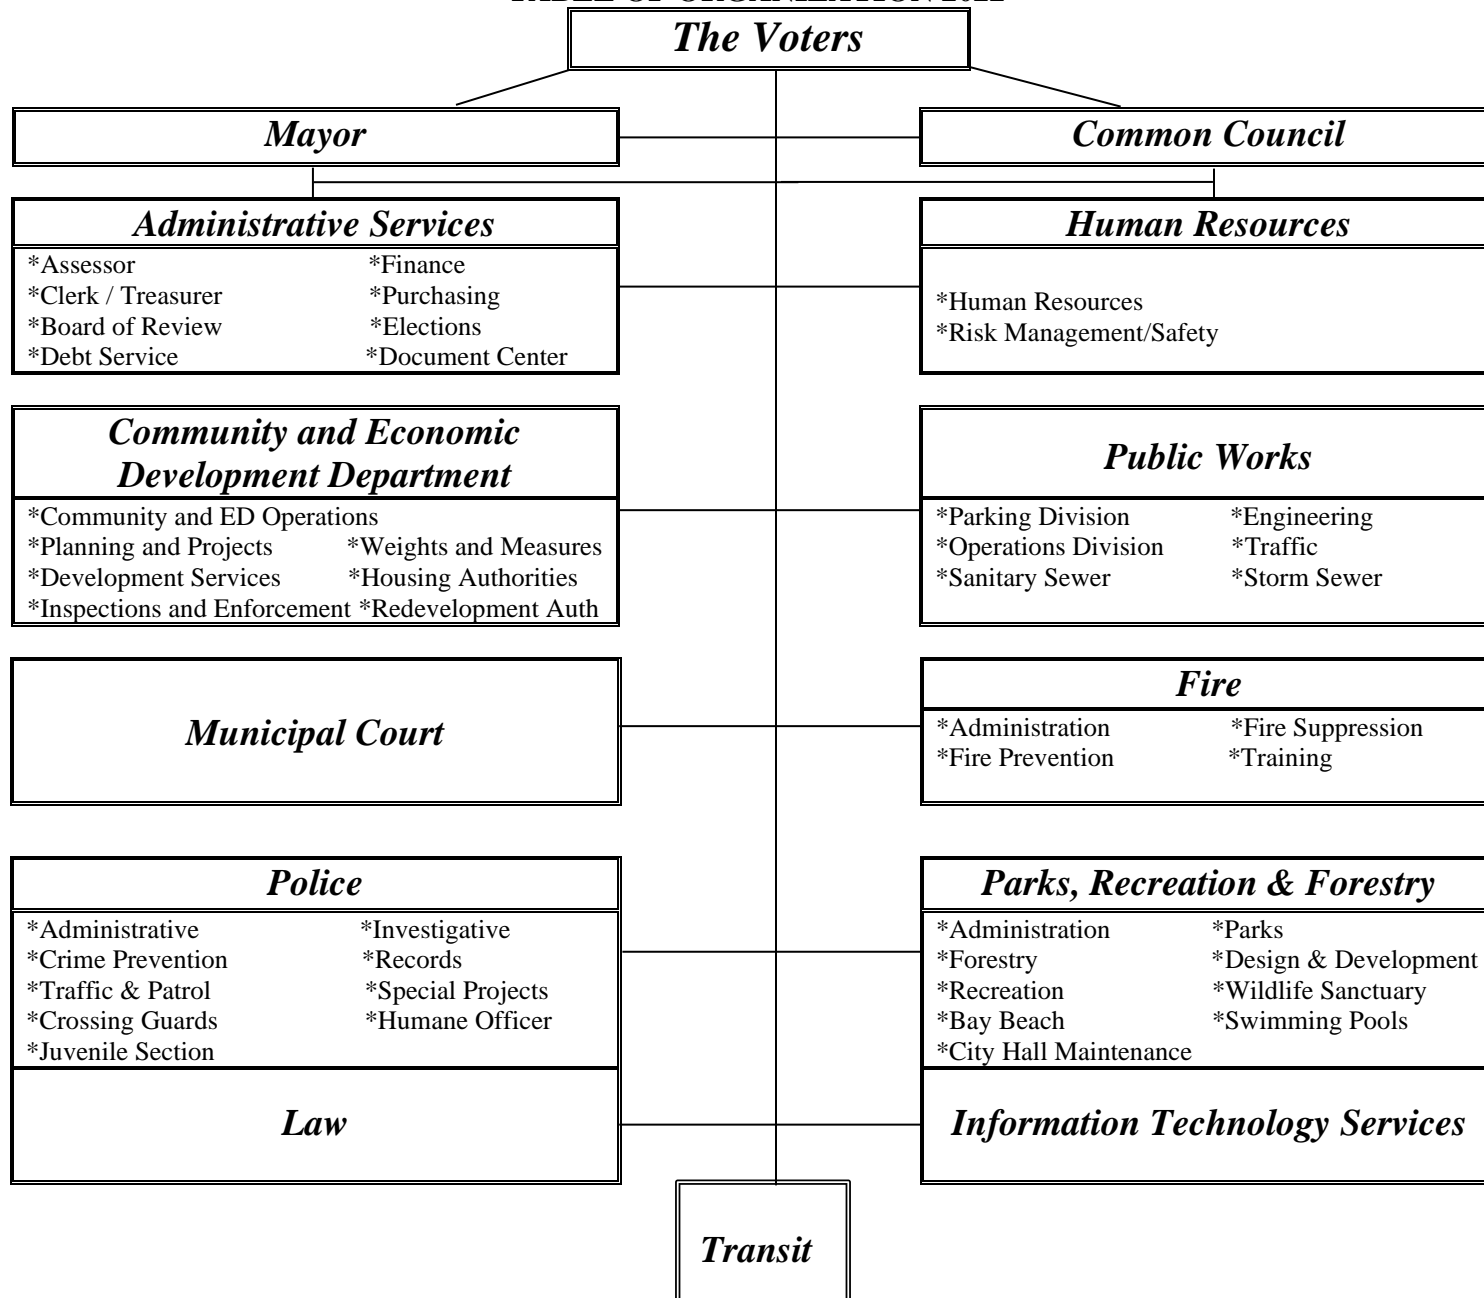 The Voters
Mayor
Common Council
Administrative Services
*Assessor *Finance
*Clerk / Treasurer *Purchasing
*Board of Review *Elections
*Debt Service *Document Center
Human Resources
*Human Resources
*Risk Management/Safety
Community and Economic
Development Department
*Community and ED Operations
*Planning and Projects *Weights and Measures
*Development Services *Housing Authorities
*Inspections and Enforcement *Redevelopment Auth
Public Works
*Parking Division *Engineering
*Operations Division *Traffic
*Sanitary Sewer *Storm Sewer
Municipal Court
Fire
*Administration *Fire Suppression
*Fire Prevention *Training
Police
*Administrative *Investigative
*Crime Prevention *Records
*Traffic & Patrol *Special Projects
*Crossing Guards *Humane Officer
*Juvenile Section
Parks, Recreation & Forestry
*Administration *Parks
*Forestry *Design & Development
*Recreation *Wildlife Sanctuary
*Bay Beach *Swimming Pools
*City Hall Maintenance
Law
Information Technology Services
Transit